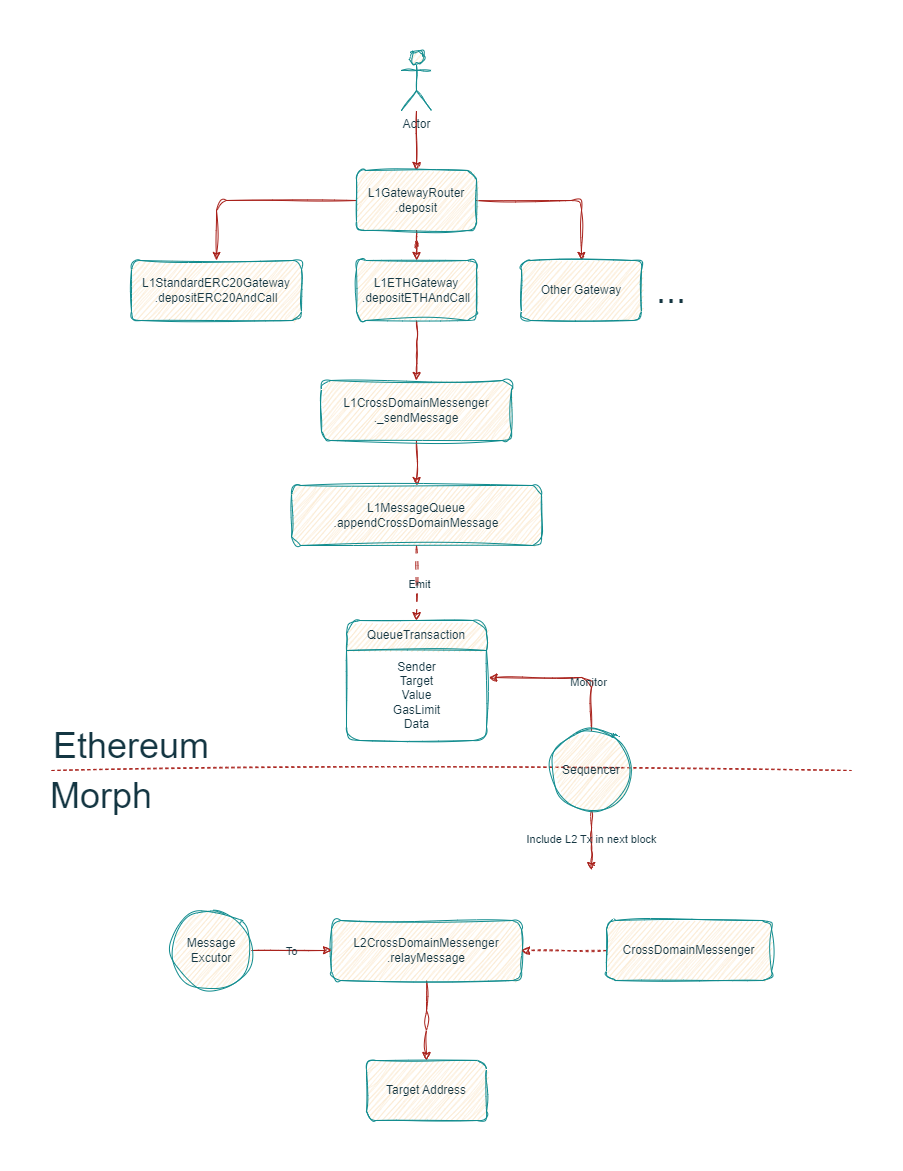 Actor
L1GatewayRouter
.deposit
L1StandardERC20Gateway
.depositERC20AndCall
L1ETHGateway
.depositETHAndCall
Other Gateway
...
L1CrossDomainMessenger
._sendMessage
L1MessageQueue
.appendCrossDomainMessage
Emit
QueueTransaction
Sender
Target
Value
GasLimit
Data
Monitor
Ethereum
Sequencer
Morph
Include L2 Tx in next block
Message
Excutor
To
L2CrossDomainMessenger
.relayMessage
CrossDomainMessenger
Target Address